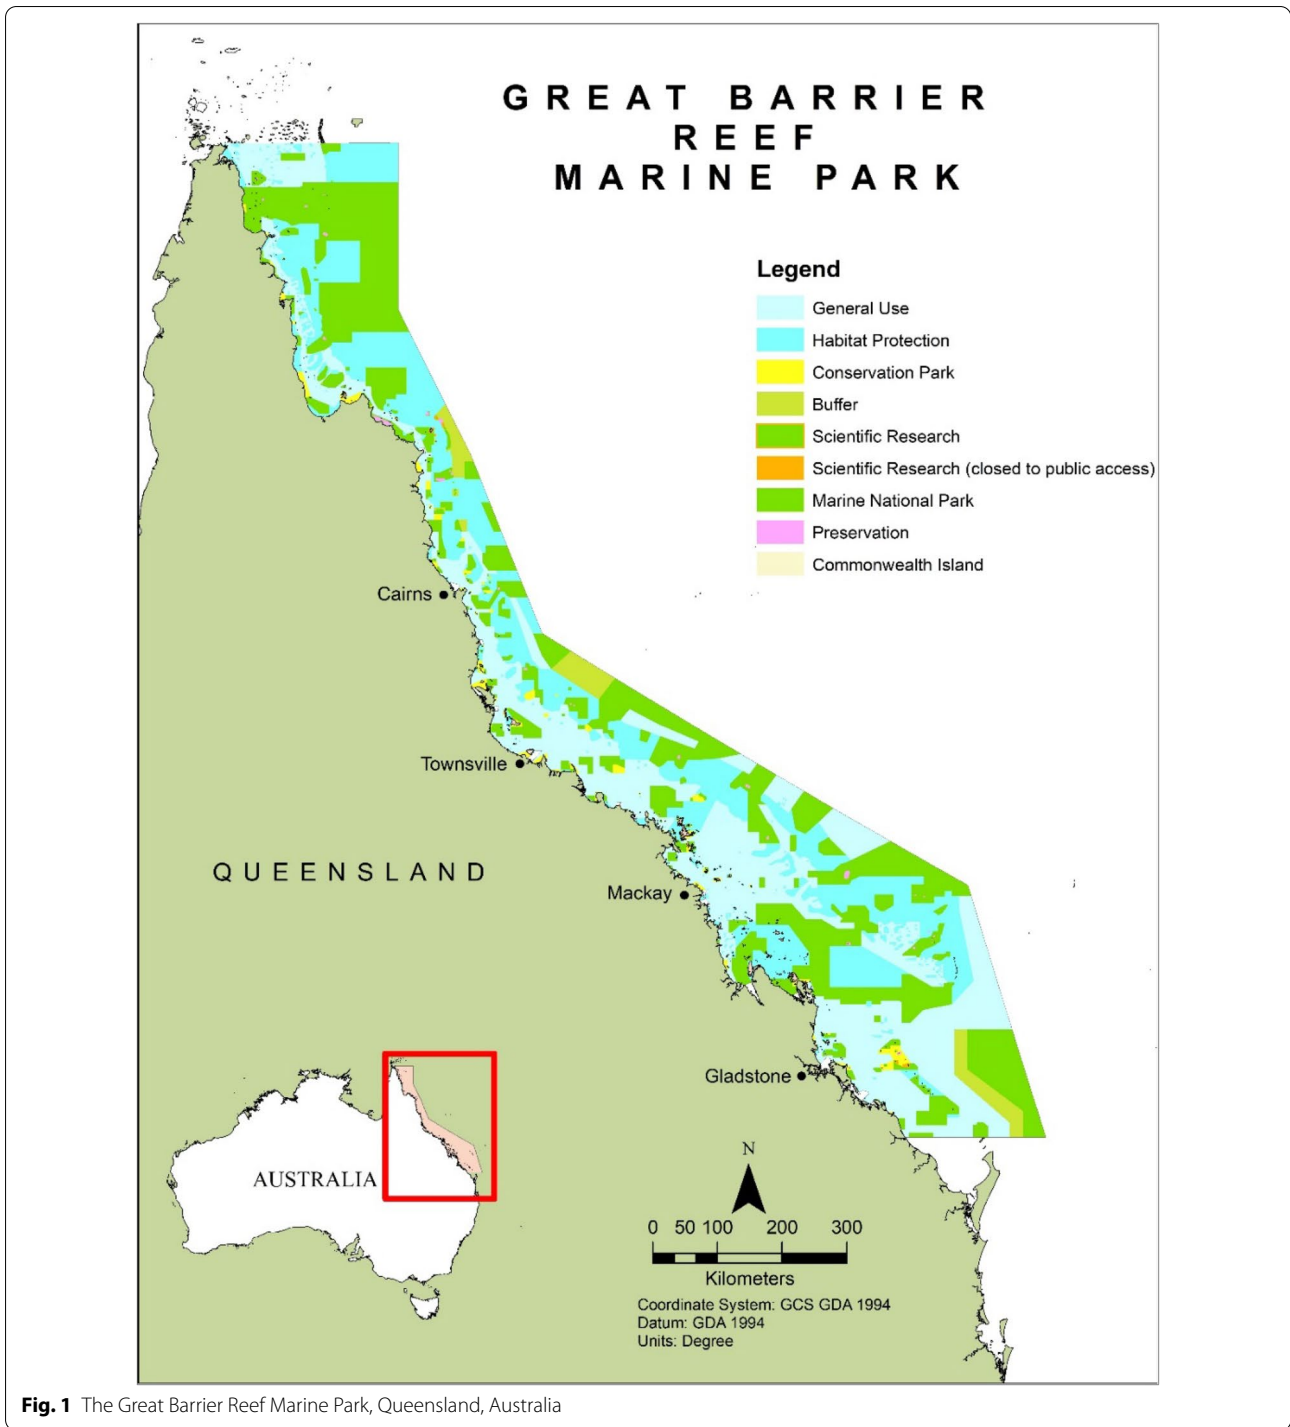 GREAT BARRIER
REEF
MARINE PARK
Legend
General Use
Habitat Protection
Conservation Park
Buffer
Scientific Research
Scientific Research (closed to public access)
Marine National Park
Preservation
Commonwealth Island
Cairns
Townsville
QUEENSLAND
Mackay
Gladstone
AUSTRALIA
N
0 50 100 200 300
Kilometers
Coordinate System: GCS GDA 1994
Datum: GDA 1994
Units: Degree
Fig. 1 The Great Barrier Reef Marine Park, Queensland, Australia